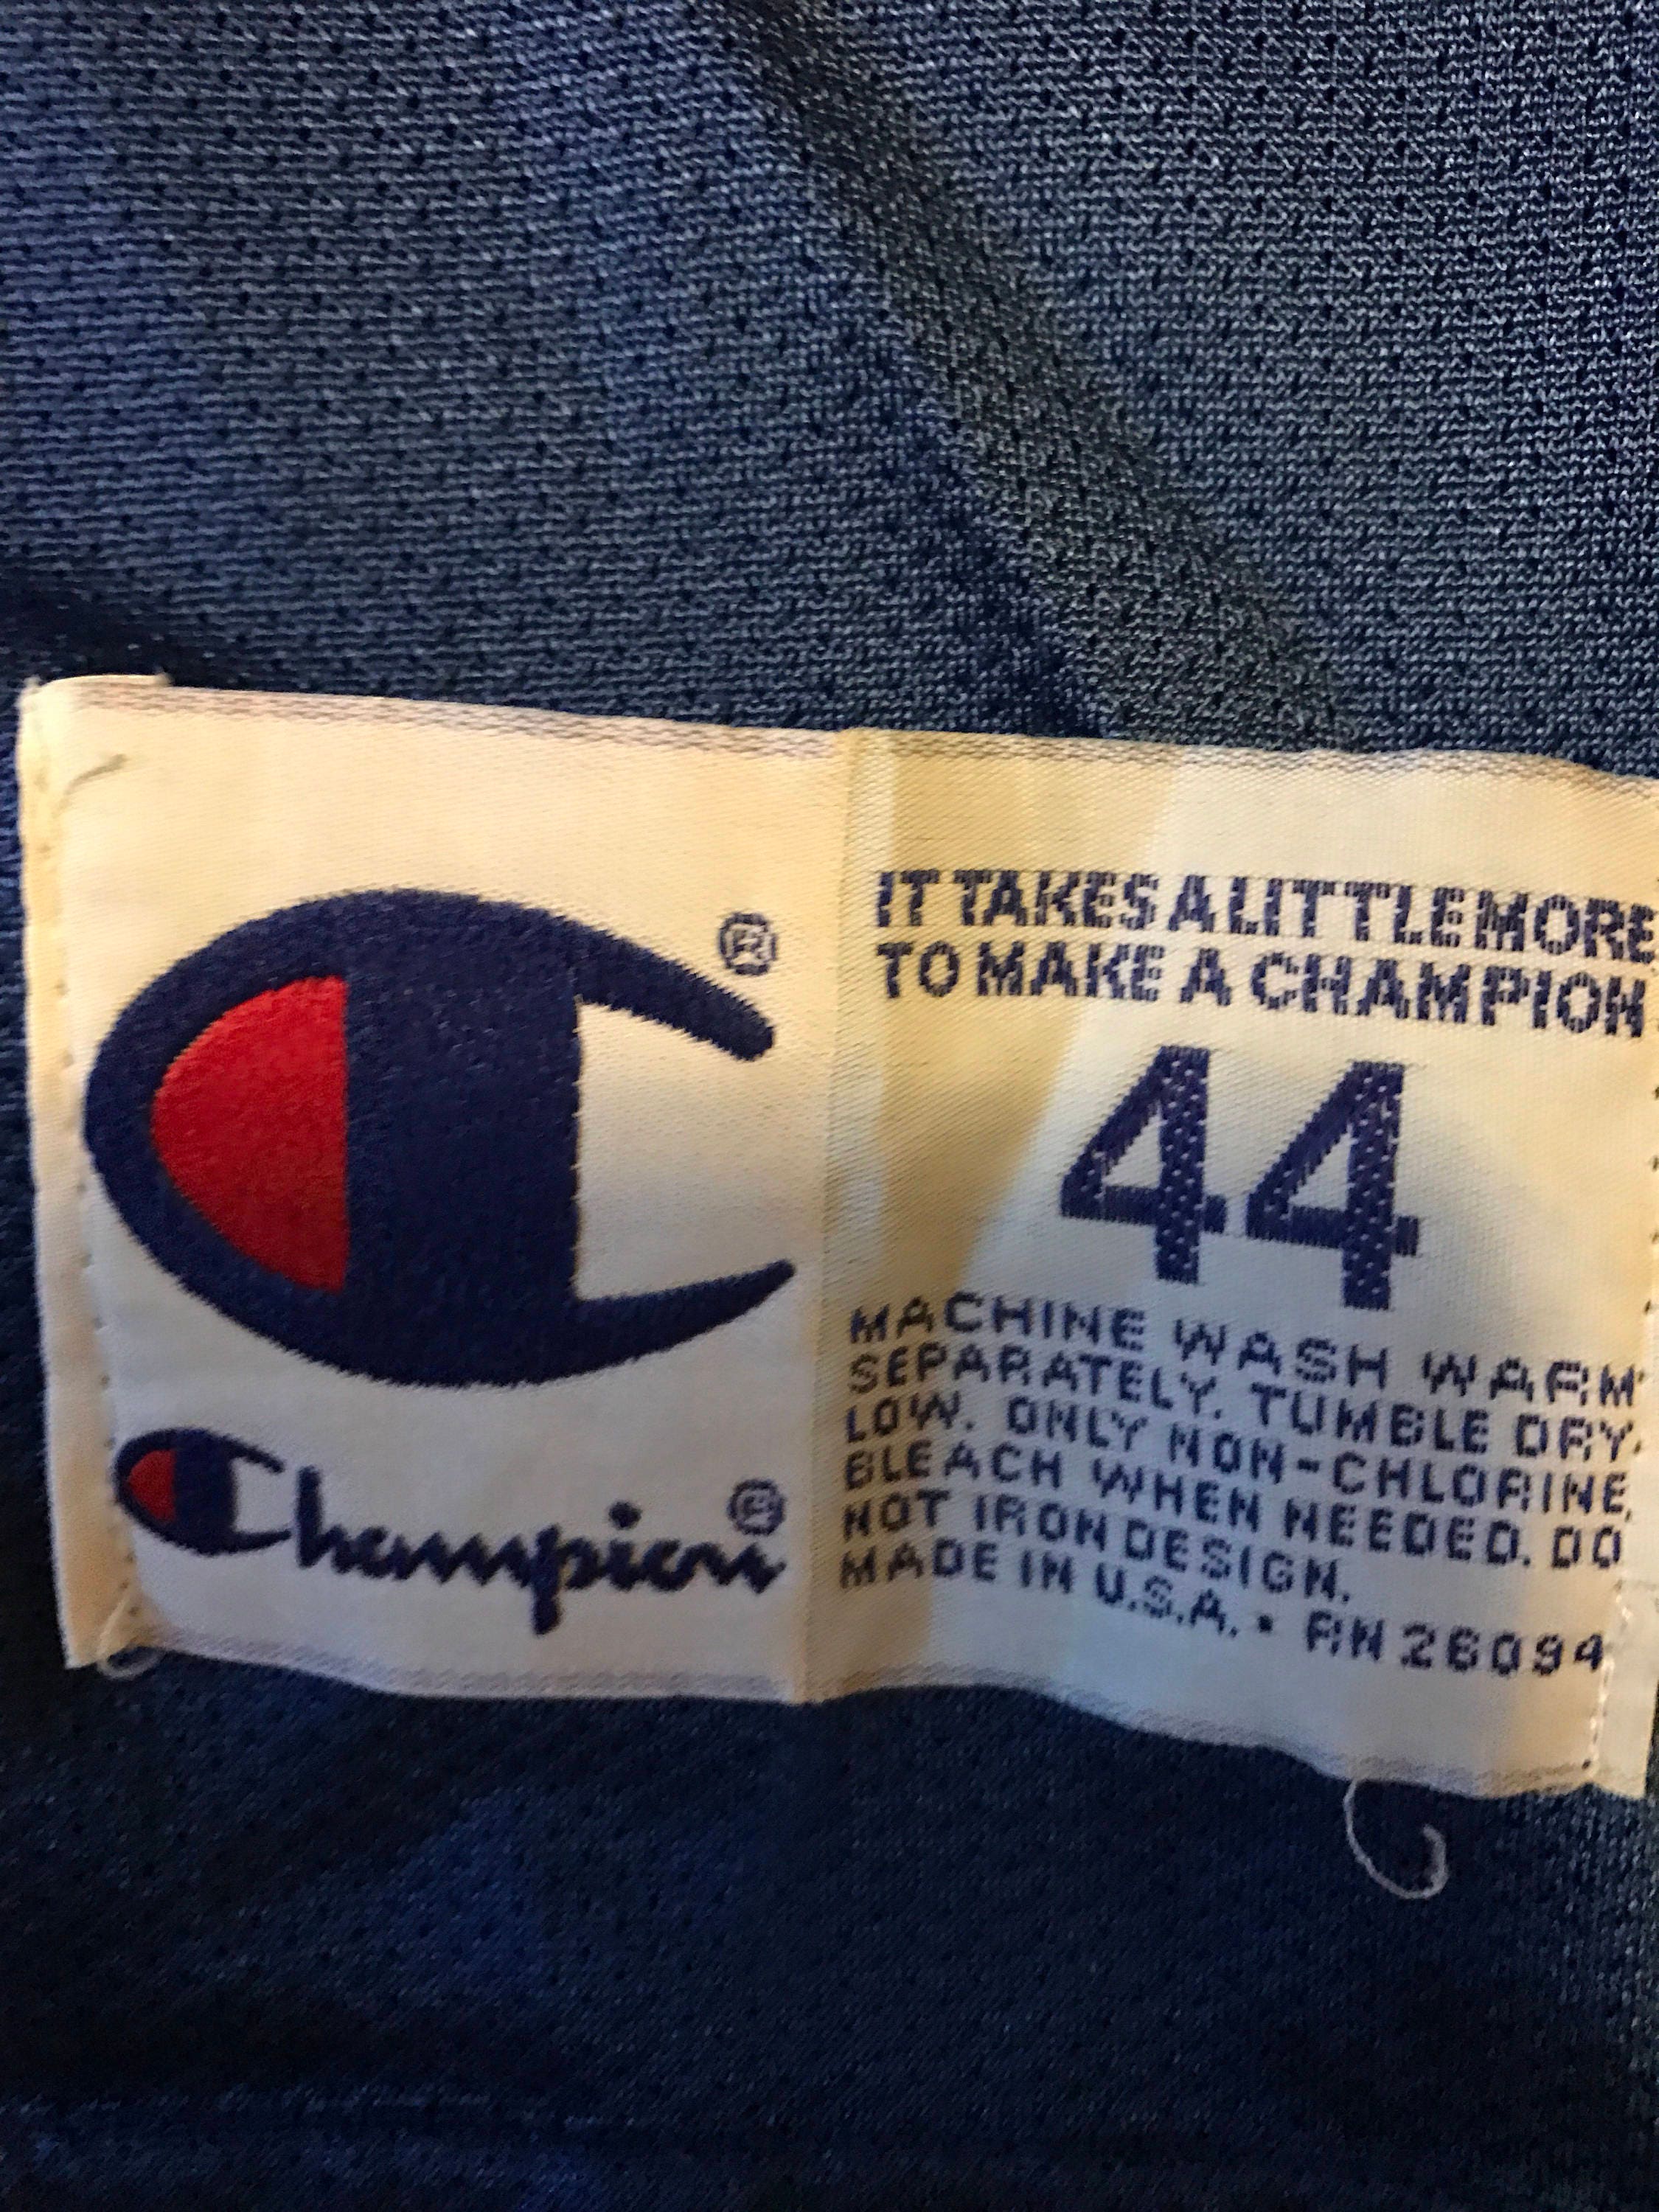 ®
Champion®
IT TAKES A LITTLE MORE
TO MAKE A CHAMPION
44
MACHINE WASH WARM
SEPARATELY. TUMBLE DRY
LOW. ONLY NON-CHLORINE
BLEACH WHEN NEEDED. DO
NOT IRON DESIGN.
MADE IN U.S.A. • RN 26094